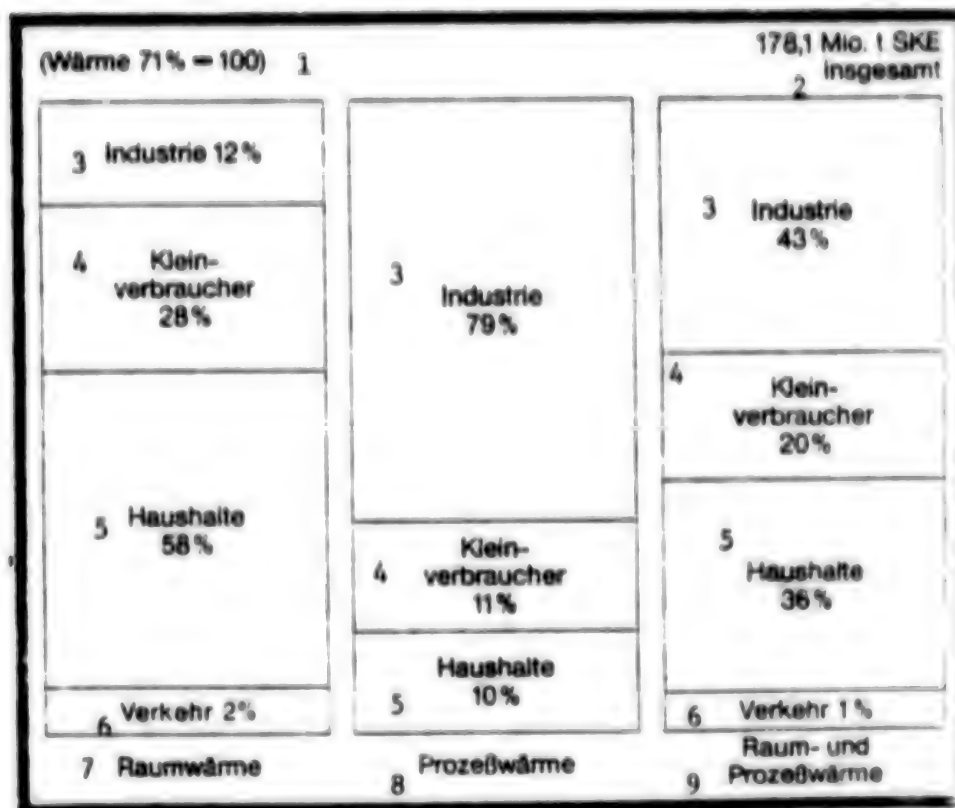 (Wärme 71% = 100) 1
178,1 Mio. t SKE
insgesamt
2
3 Industrie 12%
4 Klein-
verbraucher
28%
5 Haushalte
58%
6 Verkehr 2%
7 Raumwärme
3 Industrie
79%
4 Klein-
verbraucher
11%
5 Haushalte
10%
8 Prozeßwärme
3 Industrie
43%
4 Klein-
verbraucher
20%
5 Haushalte
36%
6 Verkehr 1%
Raum- und
9 Prozeßwärme